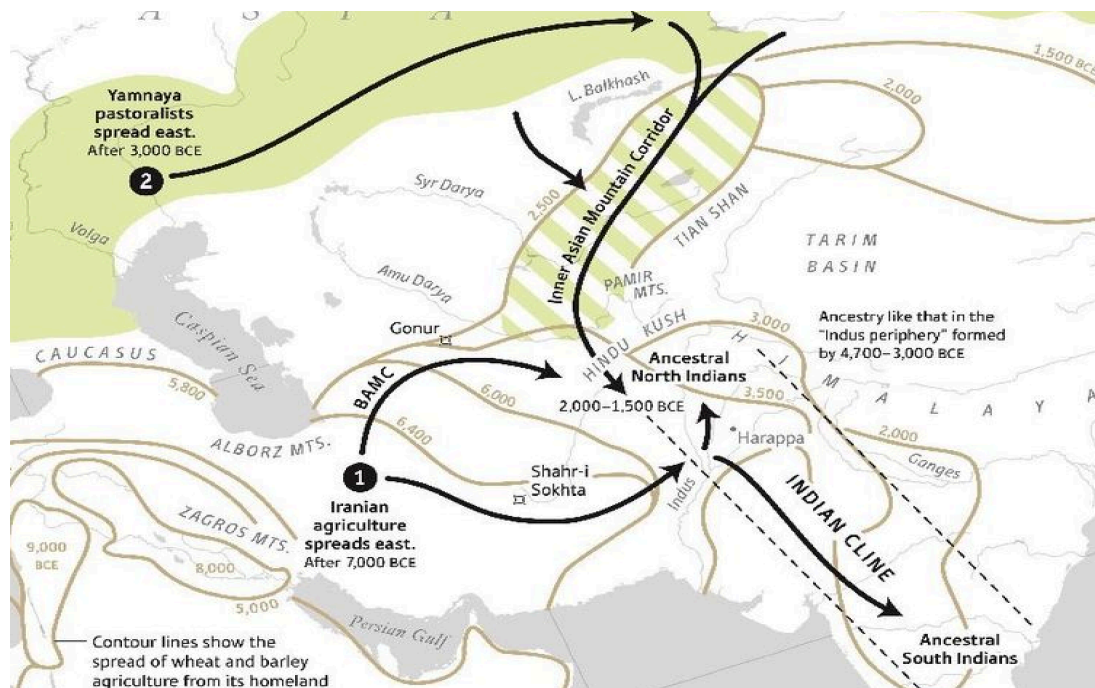 A S I A
1,500 BCE
2,000
L. Balkhash
Yamnaya
pastoralists
spread east.
After 3,000 BCE
2
Inner Asian Mountain Corridor
Syr Darya
2,500
TIAN SHAN
Volga
TARIM
BASIN
Amu Darya
PAMIR
MTS.
Caspian Sea
Gonur
HINDU KUSH
3,000
Ancestry like that in the
"Indus periphery" formed
by 4,700–3,000 BCE
CAUCASUS
5,800
BAMC
Ancestral
North Indians
HIMALAYA
6,000
2,000–1,500 BCE
3,500
6,400
ALBORZ MTS.
Harappa
2,000
Ganges
1
Shahr-i
Sokhta
Indus
INDIAN CLINE
Iranian
agriculture
spreads east.
After 7,000 BCE
ZAGROS MTS.
9,000
BCE
8,000
5,000
Persian Gulf
Contour lines show the
spread of wheat and barley
agriculture from its homeland
Ancestral
South Indians